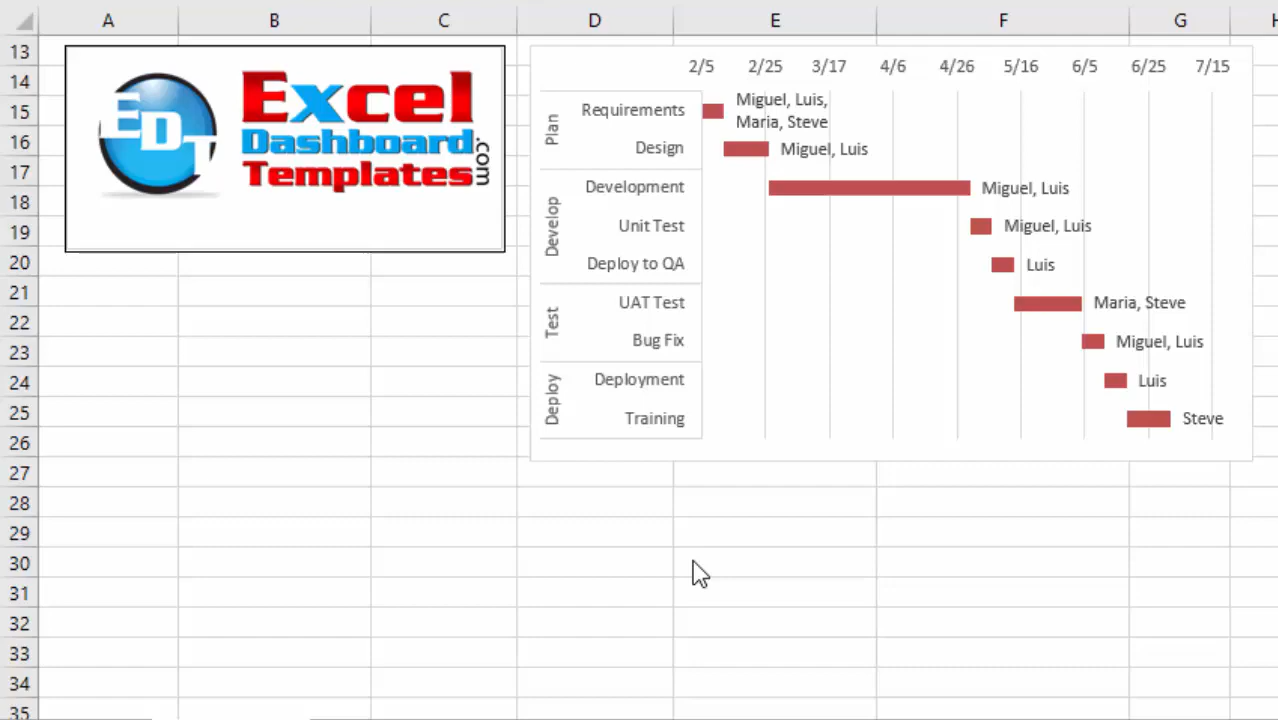 A B C D E F G H
13
14
15
16
17
18
19
20
21
22
23
24
25
26
27
28
29
30
31
32
33
34
35
EDT
Excel
Dashboard
Templates
.com
2/5 2/25 3/17 4/6 4/26 5/16 6/5 6/25 7/15
Plan
Requirements Miguel, Luis,
Maria, Steve
Design Miguel, Luis
Develop
Development Miguel, Luis
Unit Test Miguel, Luis
Deploy to QA Luis
Test
UAT Test Maria, Steve
Bug Fix Miguel, Luis
Deploy
Deployment Luis
Training Steve